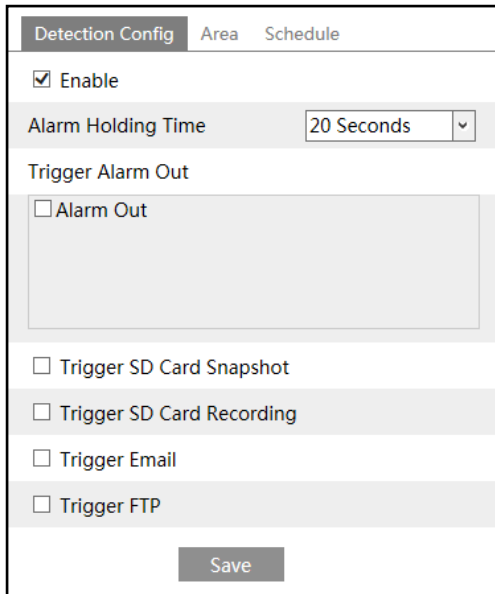 Detection Config Area Schedule
Enable
Alarm Holding Time 20 Seconds
Trigger Alarm Out
Alarm Out
Trigger SD Card Snapshot
Trigger SD Card Recording
Trigger Email
Trigger FTP
Save